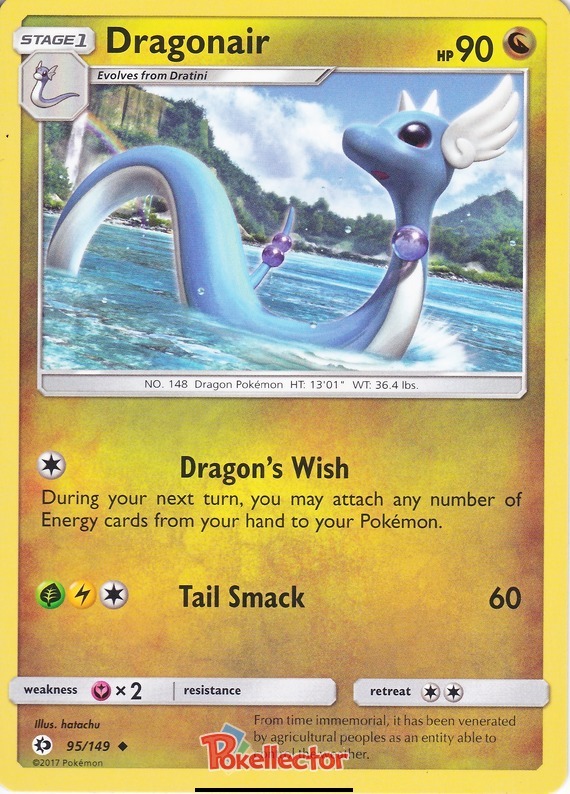 STAGE 1 Dragonair HP 90
Evolves from Dratini
NO. 148 Dragon Pokémon HT: 13'01" WT: 36.4 lbs.
Dragon's Wish
During your next turn, you may attach any number of
Energy cards from your hand to your Pokémon.
Tail Smack 60
weakness ×2 resistance retreat
Illus. hatachu
95/149
©2017 Pokémon
From time immemorial, it has been venerated
by agricultural peoples as an entity able to
Pokellector